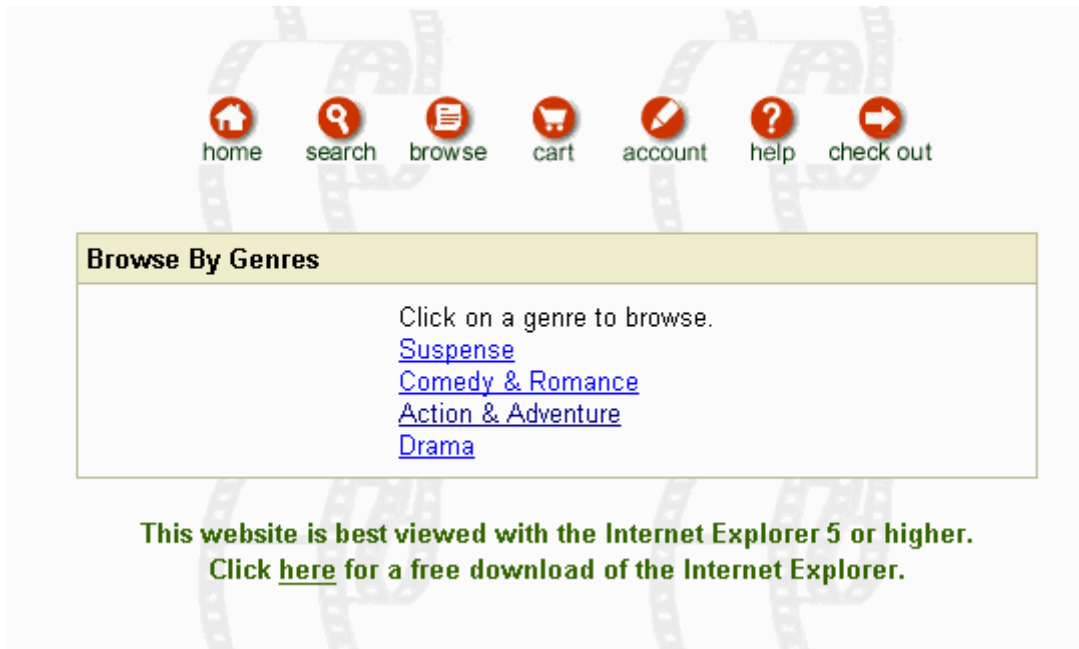 home search browse cart account help check out
Browse By Genres
Click on a genre to browse.
Suspense
Comedy & Romance
Action & Adventure
Drama
This website is best viewed with the Internet Explorer 5 or higher.
Click here for a free download of the Internet Explorer.